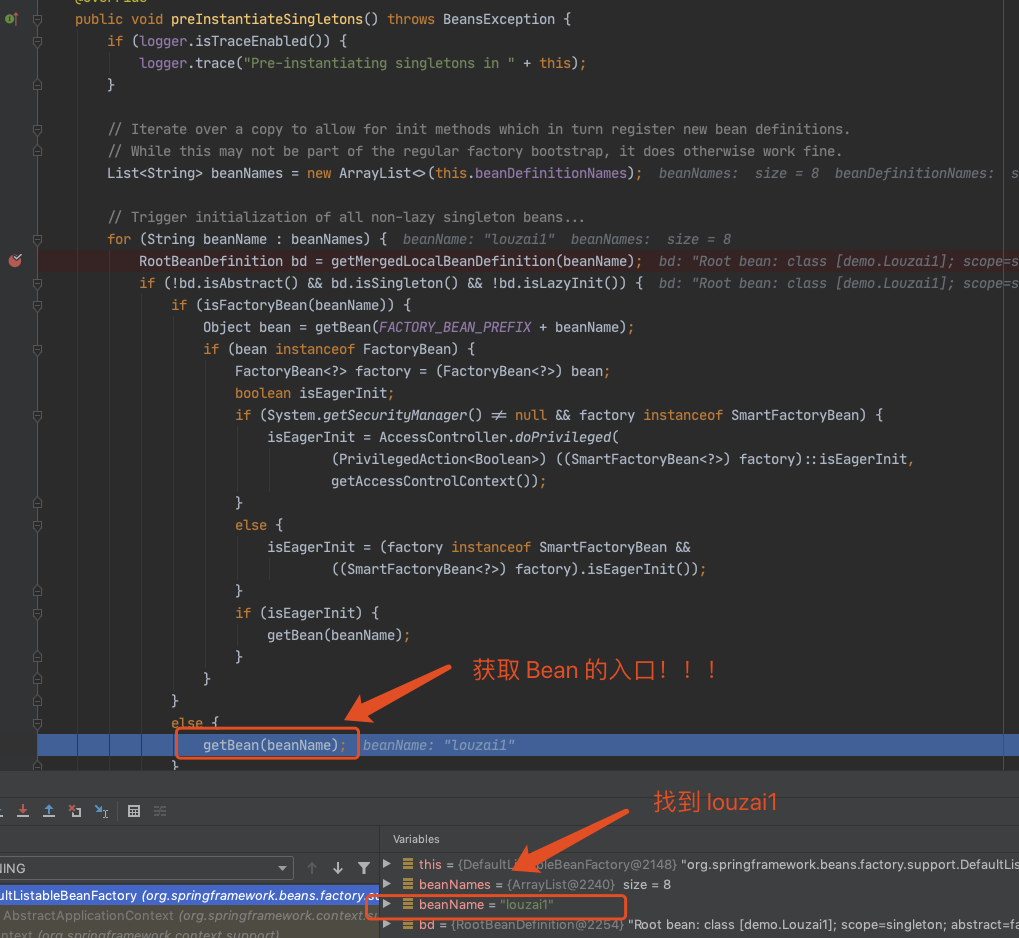 @Override
public void preInstantiateSingletons() throws BeansException {
if (logger.isTraceEnabled()) {
logger.trace("Pre-instantiating singletons in " + this);
}
// Iterate over a copy to allow for init methods which in turn register new bean definitions.
// While this may not be part of the regular factory bootstrap, it does otherwise work fine.
List<String> beanNames = new ArrayList<>(this.beanDefinitionNames); beanNames: size = 8 beanDefinitionNames: s
// Trigger initialization of all non-lazy singleton beans...
for (String beanName : beanNames) { beanName: "louzai1" beanNames: size = 8
RootBeanDefinition bd = getMergedLocalBeanDefinition(beanName); bd: "Root bean: class [demo.Louzai1]; scope=s
if (!bd.isAbstract() && bd.isSingleton() && !bd.isLazyInit()) { bd: "Root bean: class [demo.Louzai1]; scope=s
if (isFactoryBean(beanName)) {
Object bean = getBean(FACTORY_BEAN_PREFIX + beanName);
if (bean instanceof FactoryBean) {
FactoryBean<?> factory = (FactoryBean<?>) bean;
boolean isEagerInit;
if (System.getSecurityManager() != null && factory instanceof SmartFactoryBean) {
isEagerInit = AccessController.doPrivileged(
(PrivilegedAction<Boolean>) ((SmartFactoryBean<?>) factory)::isEagerInit,
getAccessControlContext());
}
else {
isEagerInit = (factory instanceof SmartFactoryBean &&
((SmartFactoryBean<?>) factory).isEagerInit());
}
if (isEagerInit) {
getBean(beanName);
}
}
}
获取 Bean 的入口！！！
else {
getBean(beanName); beanName: "louzai1"
}
找到 louzai1
Variables
NING
this = {DefaultListableBeanFactory@2148} "org.springframework.beans.factory.support.DefaultLis
beanNames = {ArrayList@2240} size = 8
ultListableBeanFactory (org.springframework.beans.factory.su
beanName = "louzai1"
AbstractApplicationContext (org.springframework.context.su
bd = {RootBeanDefinition@2254} "Root bean: class [demo.Louzai1]; scope=singleton; abstract=fa
ntext (org.springframework.context.support)